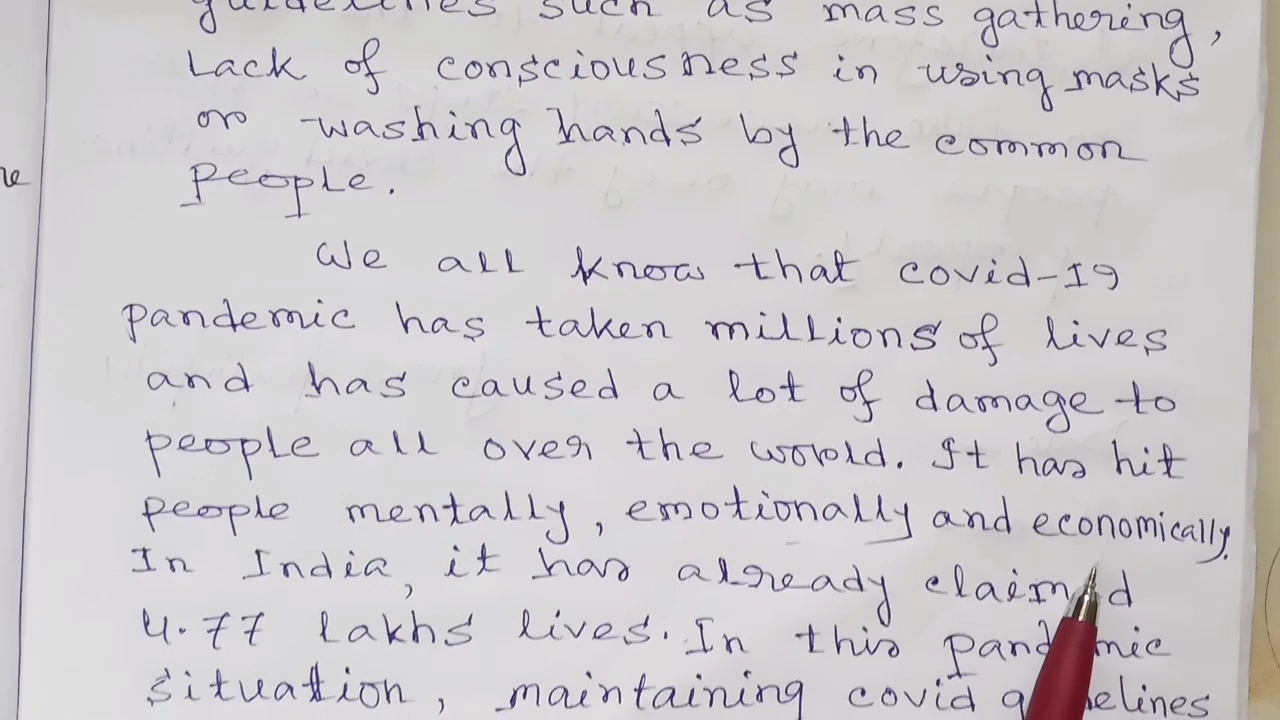 guidelines such as mass gathering,
Lack of consciousness in using masks
or washing hands by the common
people.
We all know that covid-19
pandemic has taken millions of lives
and has caused a lot of damage to
people all over the world. It has hit
people mentally, emotionally and economically.
In India, it has already claimed
4.77 lakhs lives. In this pandemic
situation, maintaining covid guidelines